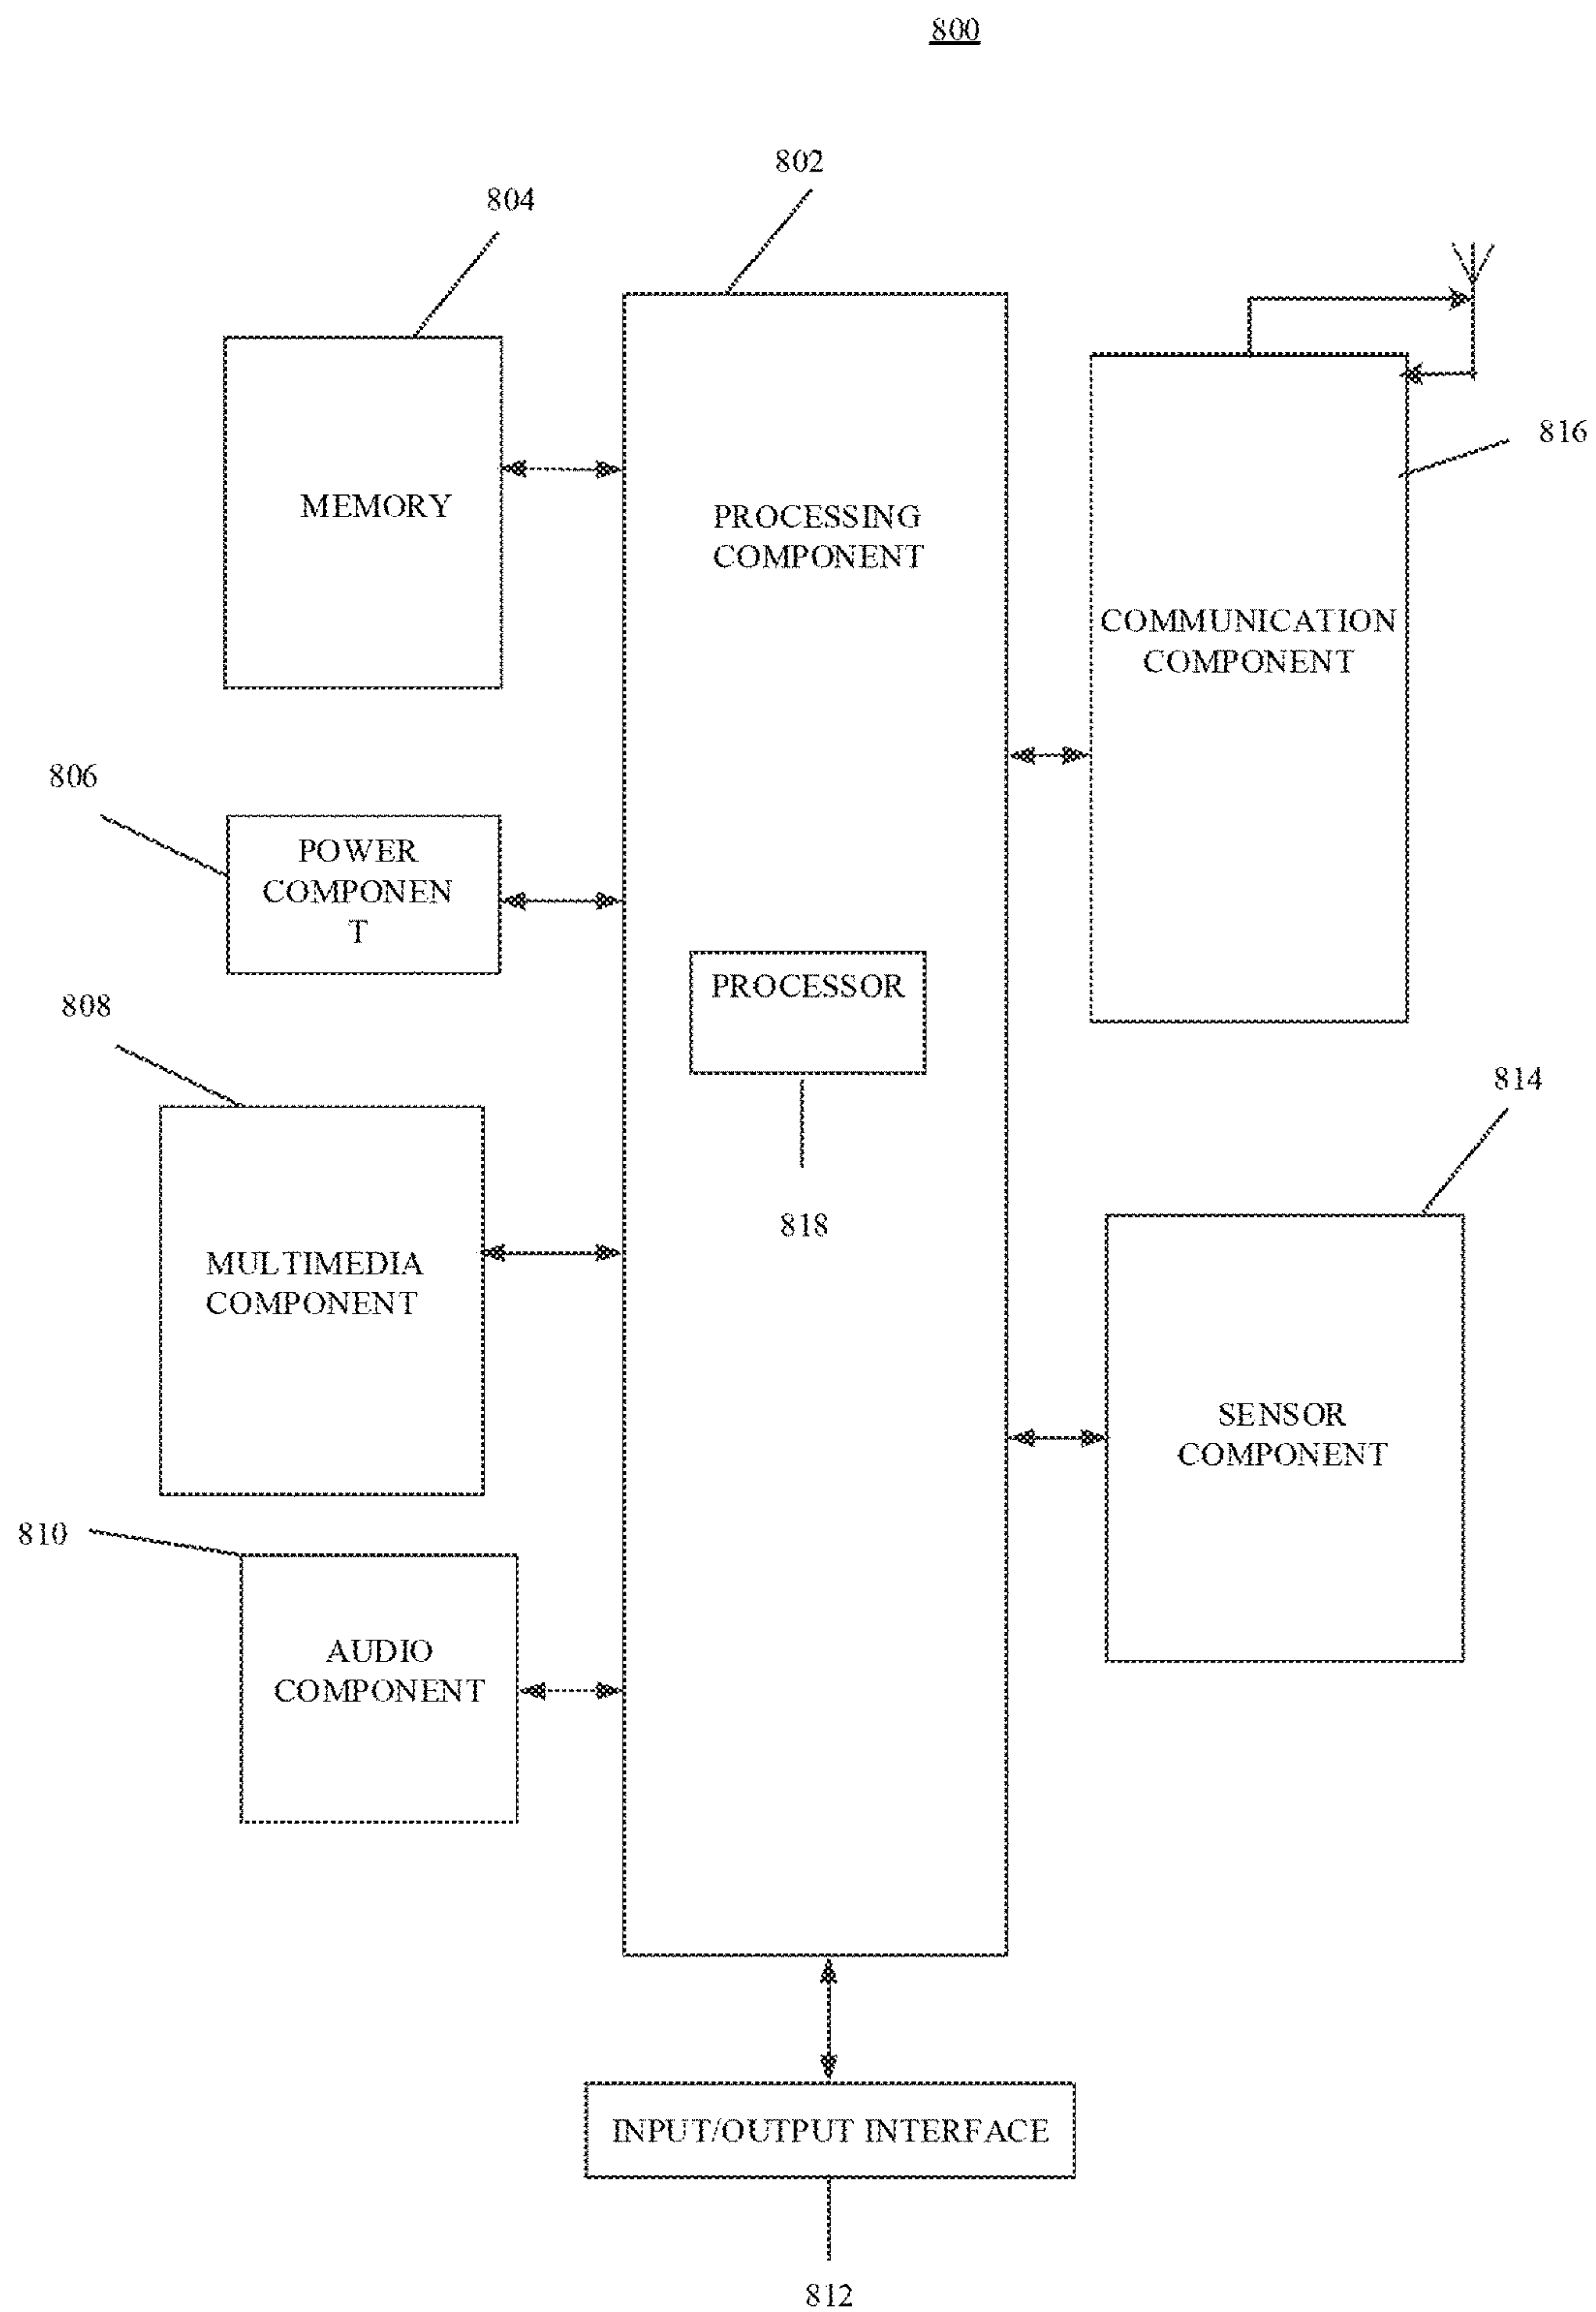 800
802
804
816
MEMORY
PROCESSING
COMPONENT
COMMUNICATION
COMPONENT
806
POWER
COMPONEN
T
PROCESSOR
808
814
818
MULTIMEDIA
COMPONENT
SENSOR
COMPONENT
810
AUDIO
COMPONENT
INPUT/OUTPUT INTERFACE
812